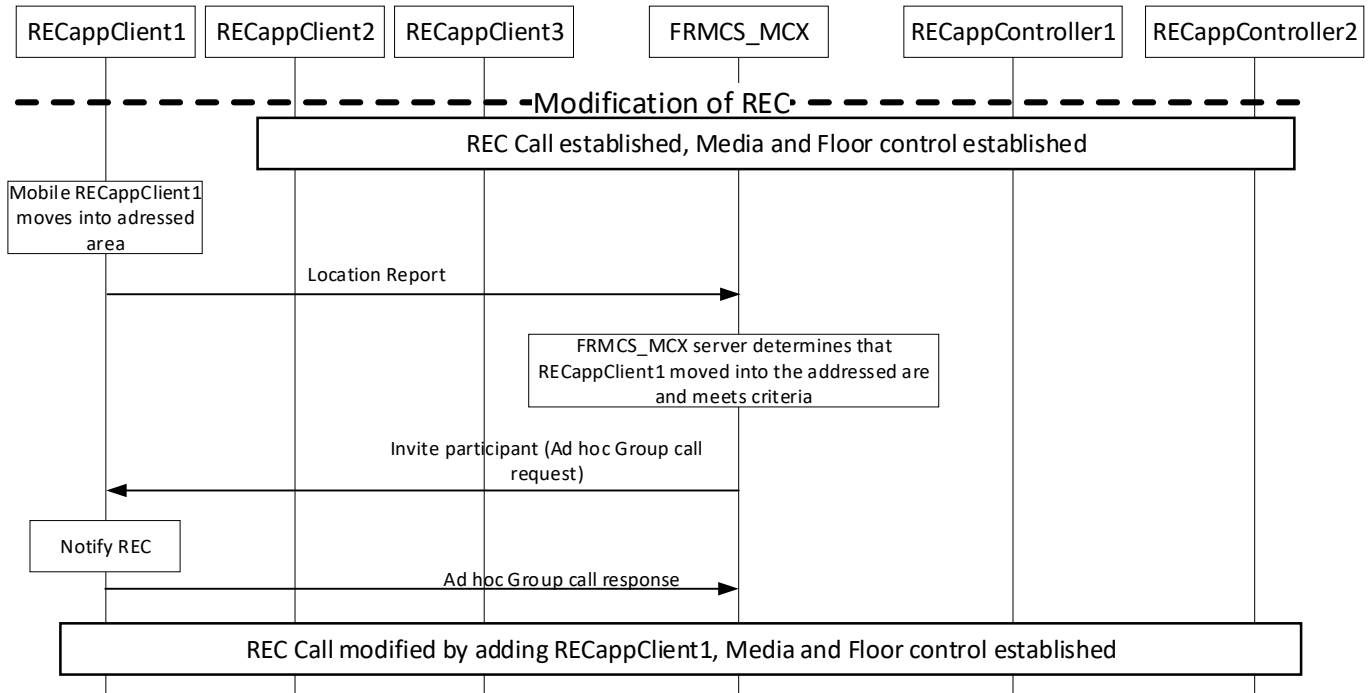 RECappClient1
RECappClient2
RECappClient3
FRMCS_MCX
RECappController1
RECappController2
Modification of REC
REC Call established, Media and Floor control established
Mobile RECappClient1
moves into adressed
area
Location Report
FRMCS_MCX server determines that
RECappClient1 moved into the addressed are
and meets criteria
Invite participant (Ad hoc Group call
request)
Notify REC
Ad hoc Group call response
REC Call modified by adding RECappClient1, Media and Floor control established